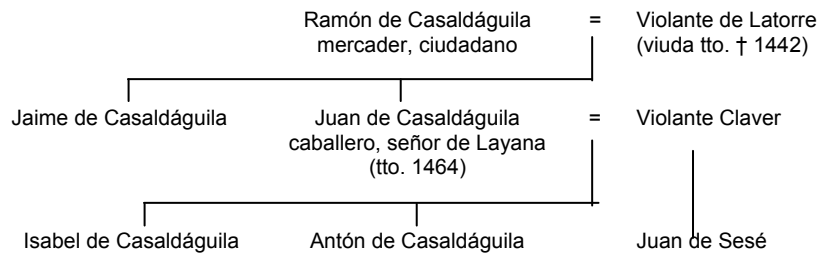 Ramón de Casaldáguila = Violante de Latorre
mercader, ciudadano (viuda tto. † 1442)
Jaime de Casaldáguila Juan de Casaldáguila = Violante Claver
caballero, señor de Layana
(tto. 1464)
Isabel de Casaldáguila Antón de Casaldáguila Juan de Sesé